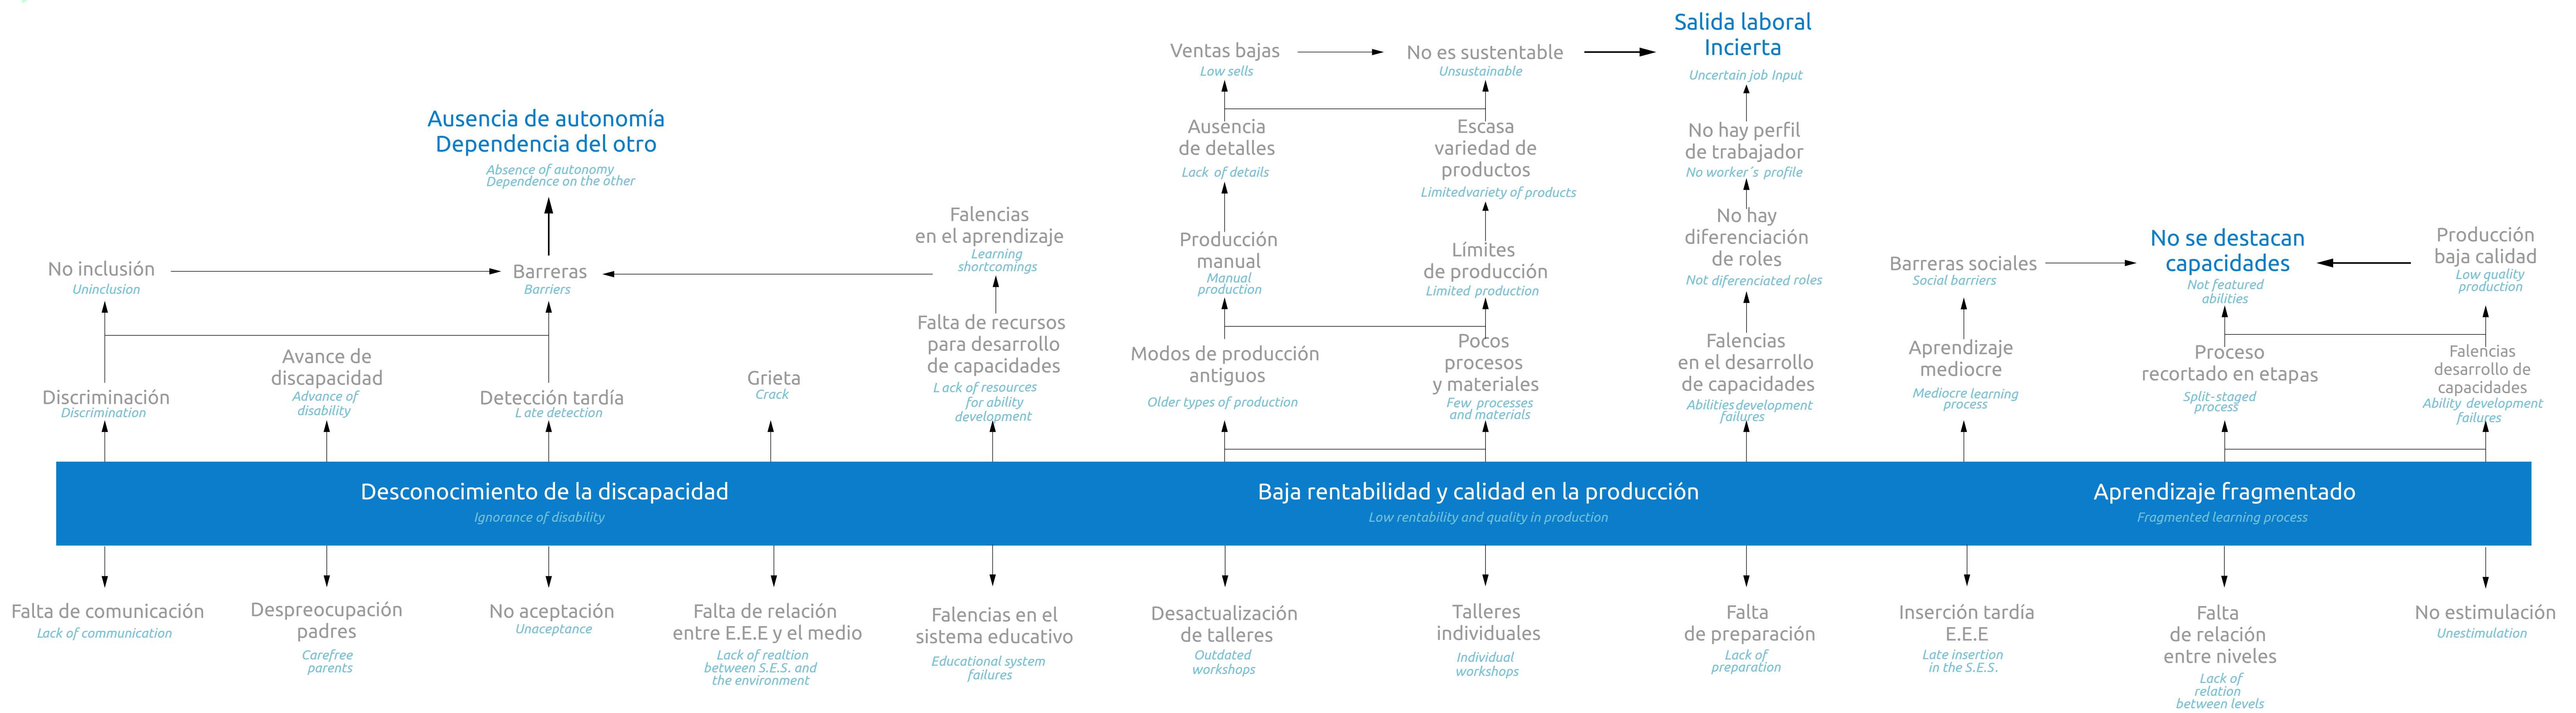 Salida laboral
Incierta
Uncertain job Input
Ventas bajas
Low sells
No es sustentable
Unsustainable
Ausencia de autonomía
Dependencia del otro
Absence of autonomy
Dependence on the other
Ausencia
de detalles
Lack of details
Escasa
variedad de
productos
Limitedvariety of products
No hay perfil
de trabajador
No worker´s profile
No inclusión
Uninclusion
Barreras
Barriers
Falencias
en el aprendizaje
Learning
shortcomings
Producción
manual
Manual
production
Límites
de producción
Limited production
No hay
diferenciación
de roles
Not diferenciated roles
Barreras sociales
Social barriers
No se destacan
capacidades
Not featured
abilities
Producción
baja calidad
Low quality
production
Discriminación
Discrimination
Avance de
discapacidad
Advance of
disability
Detección tardía
Late detection
Grieta
Crack
Falta de recursos
para desarrollo
de capacidades
Lack of resources
for ability
development
Modos de producción
antiguos
Older types of production
Pocos
procesos
y materiales
Few processes
and materials
Falencias
en el desarrollo
de capacidades
Abilities development
failures
Aprendizaje
mediocre
Mediocre learning
process
Proceso
recortado en etapas
Split-staged
process
Falencias
desarrollo de
capacidades
Ability development
failures
Desconocimiento de la discapacidad
Ignorance of disability
Baja rentabilidad y calidad en la producción
Low rentability and quality in production
Aprendizaje fragmentado
Fragmented learning process
Falta de comunicación
Lack of communication
Despreocupación
padres
Carefree
parents
No aceptación
Unaceptance
Falta de relación
entre E.E.E y el medio
Lack of realtion
between S.E.S. and
the environment
Falencias en el
sistema educativo
Educational system
failures
Desactualización
de talleres
Outdated
workshops
Talleres
individuales
Individual
workshops
Falta
de preparación
Lack of
preparation
Inserción tardía
E.E.E
Late insertion
in the S.E.S.
Falta
de relación
entre niveles
Lack of
relation
between levels
No estimulación
Unestimulation